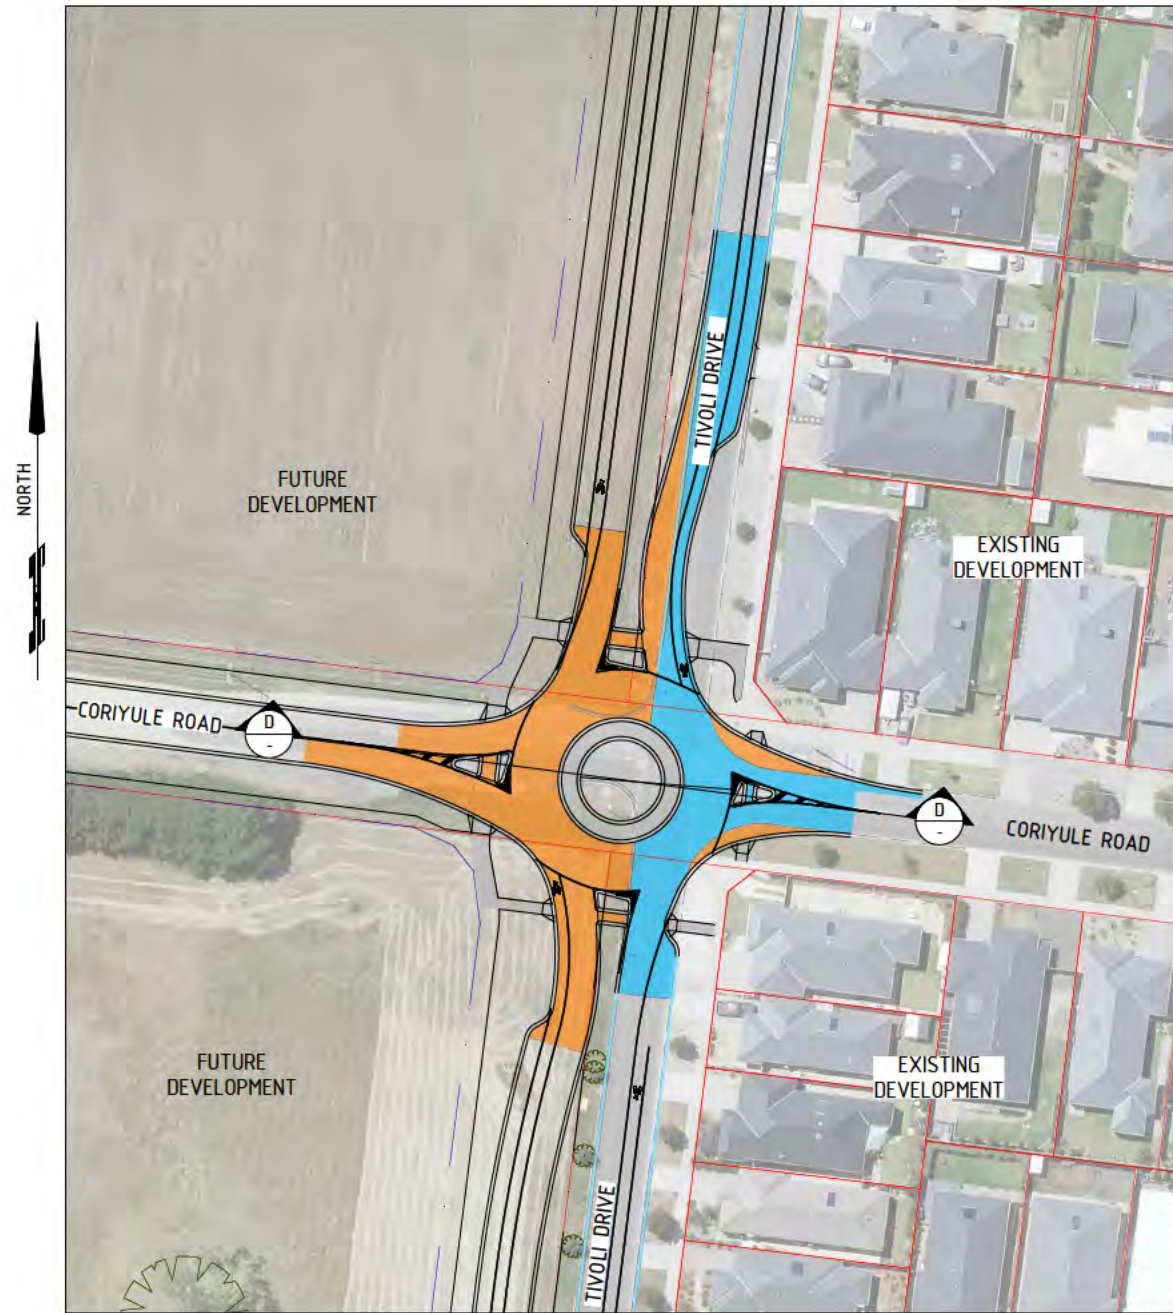 TIVOLI DRIVE
NORTH
FUTURE
DEVELOPMENT
EXISTING
DEVELOPMENT
CORIYULE ROAD
D
-
D
-
CORIYULE ROAD
FUTURE
DEVELOPMENT
EXISTING
DEVELOPMENT
TIVOLI DRIVE